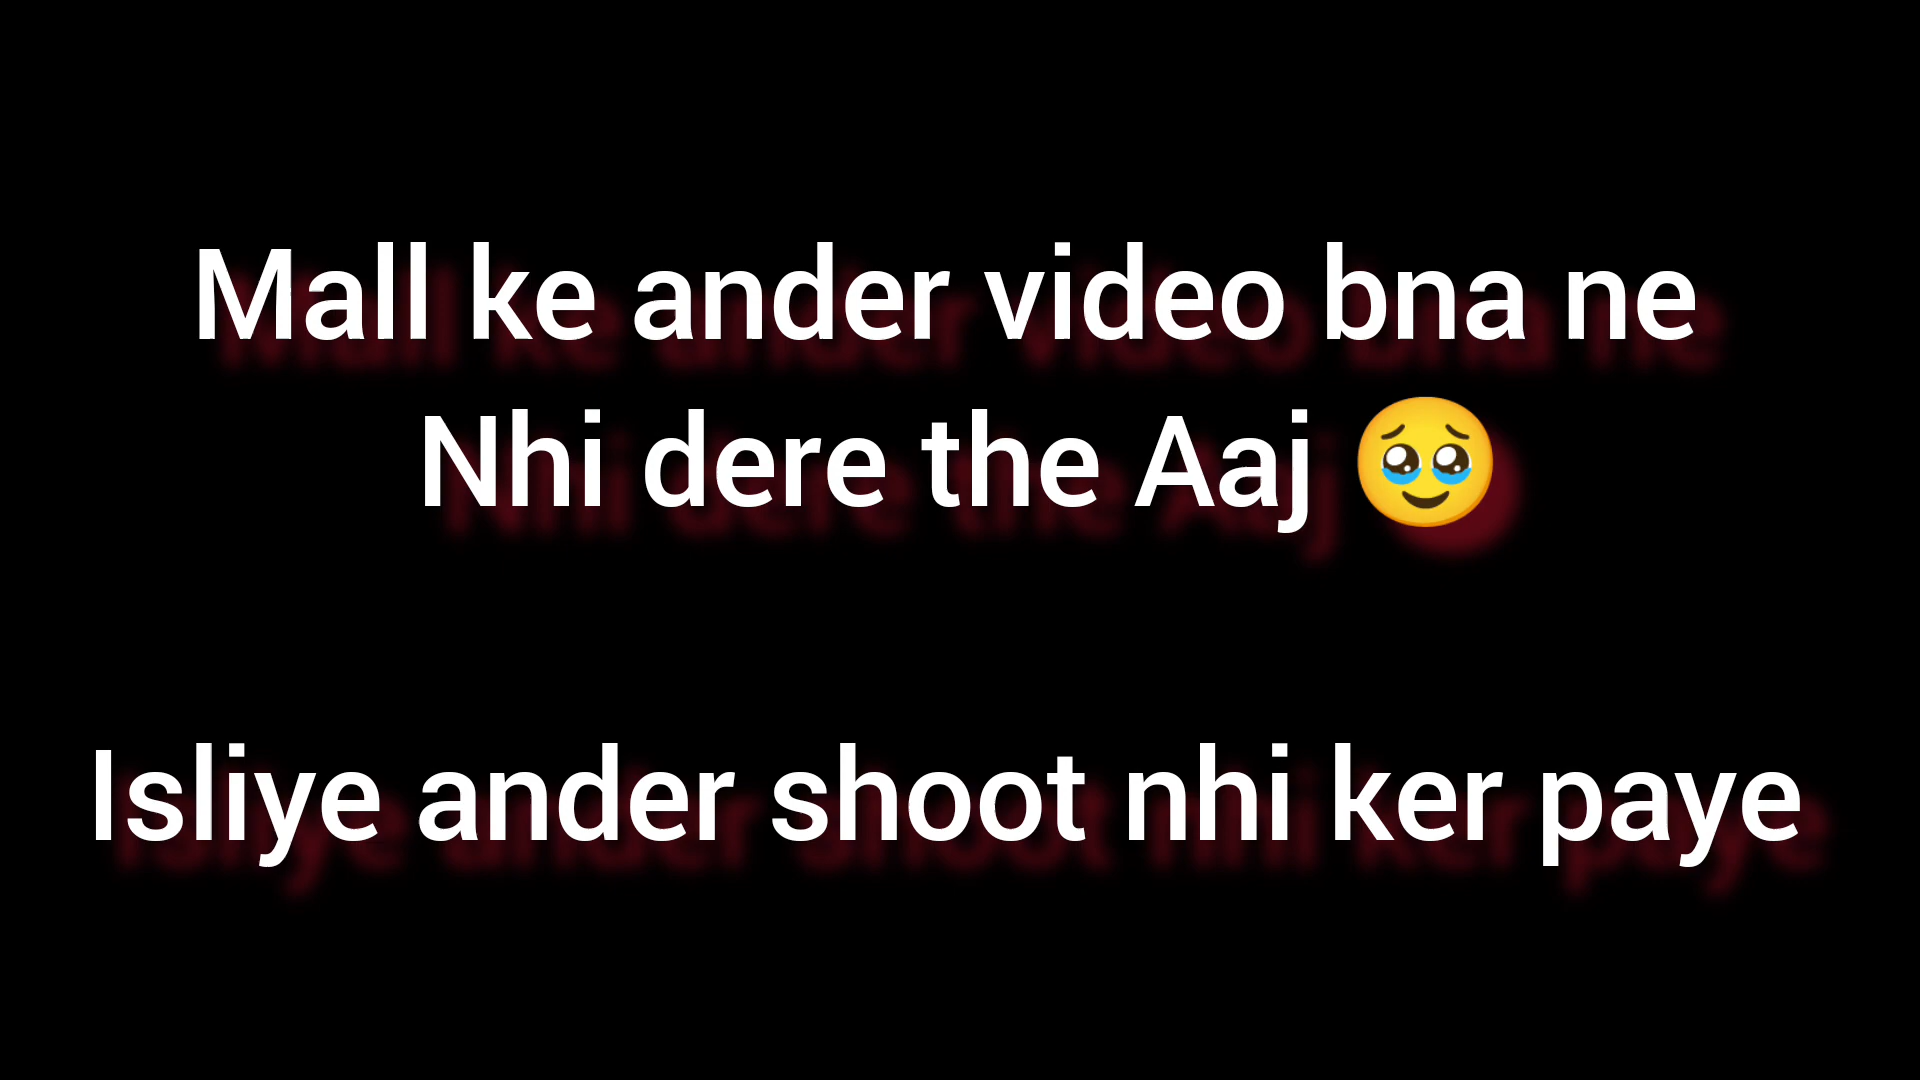 Mall ke ander video bna ne
Nhi dere the Aaj 🥹
Isliye ander shoot nhi ker paye